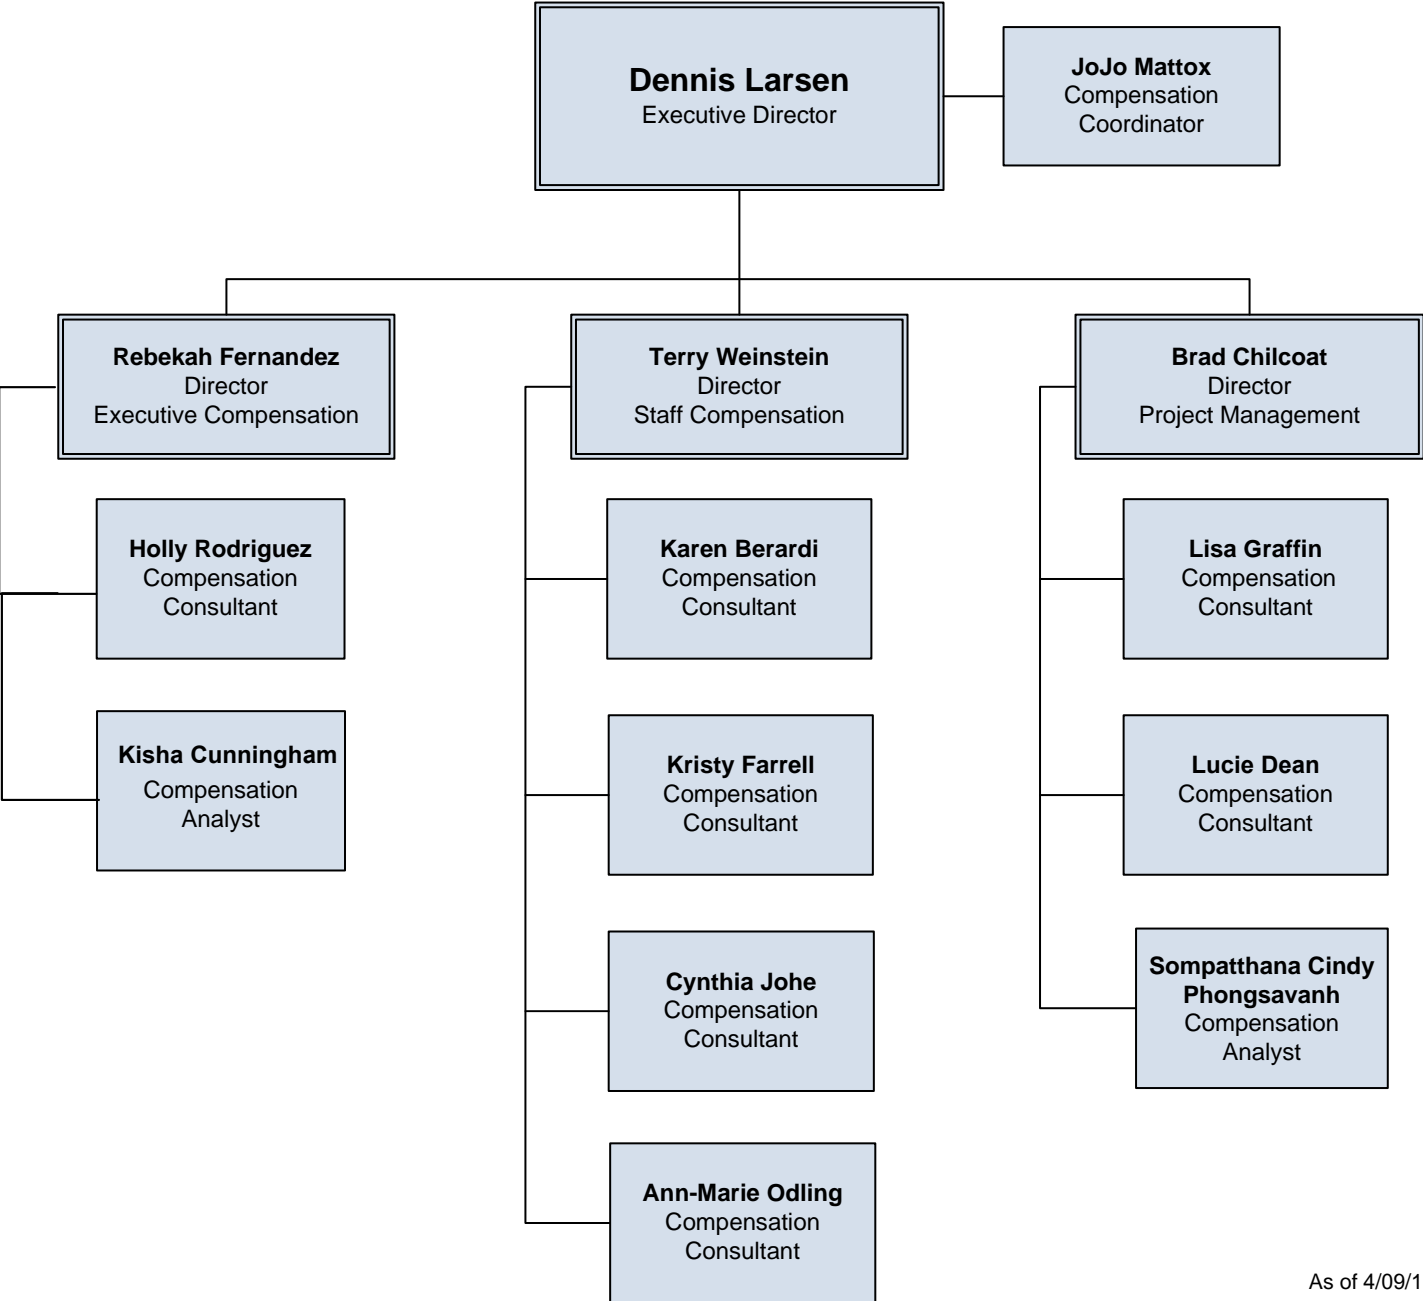 Dennis Larsen
Executive Director
JoJo Mattox
Compensation
Coordinator
Rebekah Fernandez
Director
Executive Compensation
Terry Weinstein
Director
Staff Compensation
Brad Chilcoat
Director
Project Management
Holly Rodriguez
Compensation
Consultant
Kisha Cunningham
Compensation
Analyst
Karen Berardi
Compensation
Consultant
Kristy Farrell
Compensation
Consultant
Cynthia Johe
Compensation
Consultant
Ann-Marie Odling
Compensation
Consultant
Lisa Graffin
Compensation
Consultant
Lucie Dean
Compensation
Consultant
Sompatthana Cindy
Phongsavanh
Compensation
Analyst
As of 4/09/1